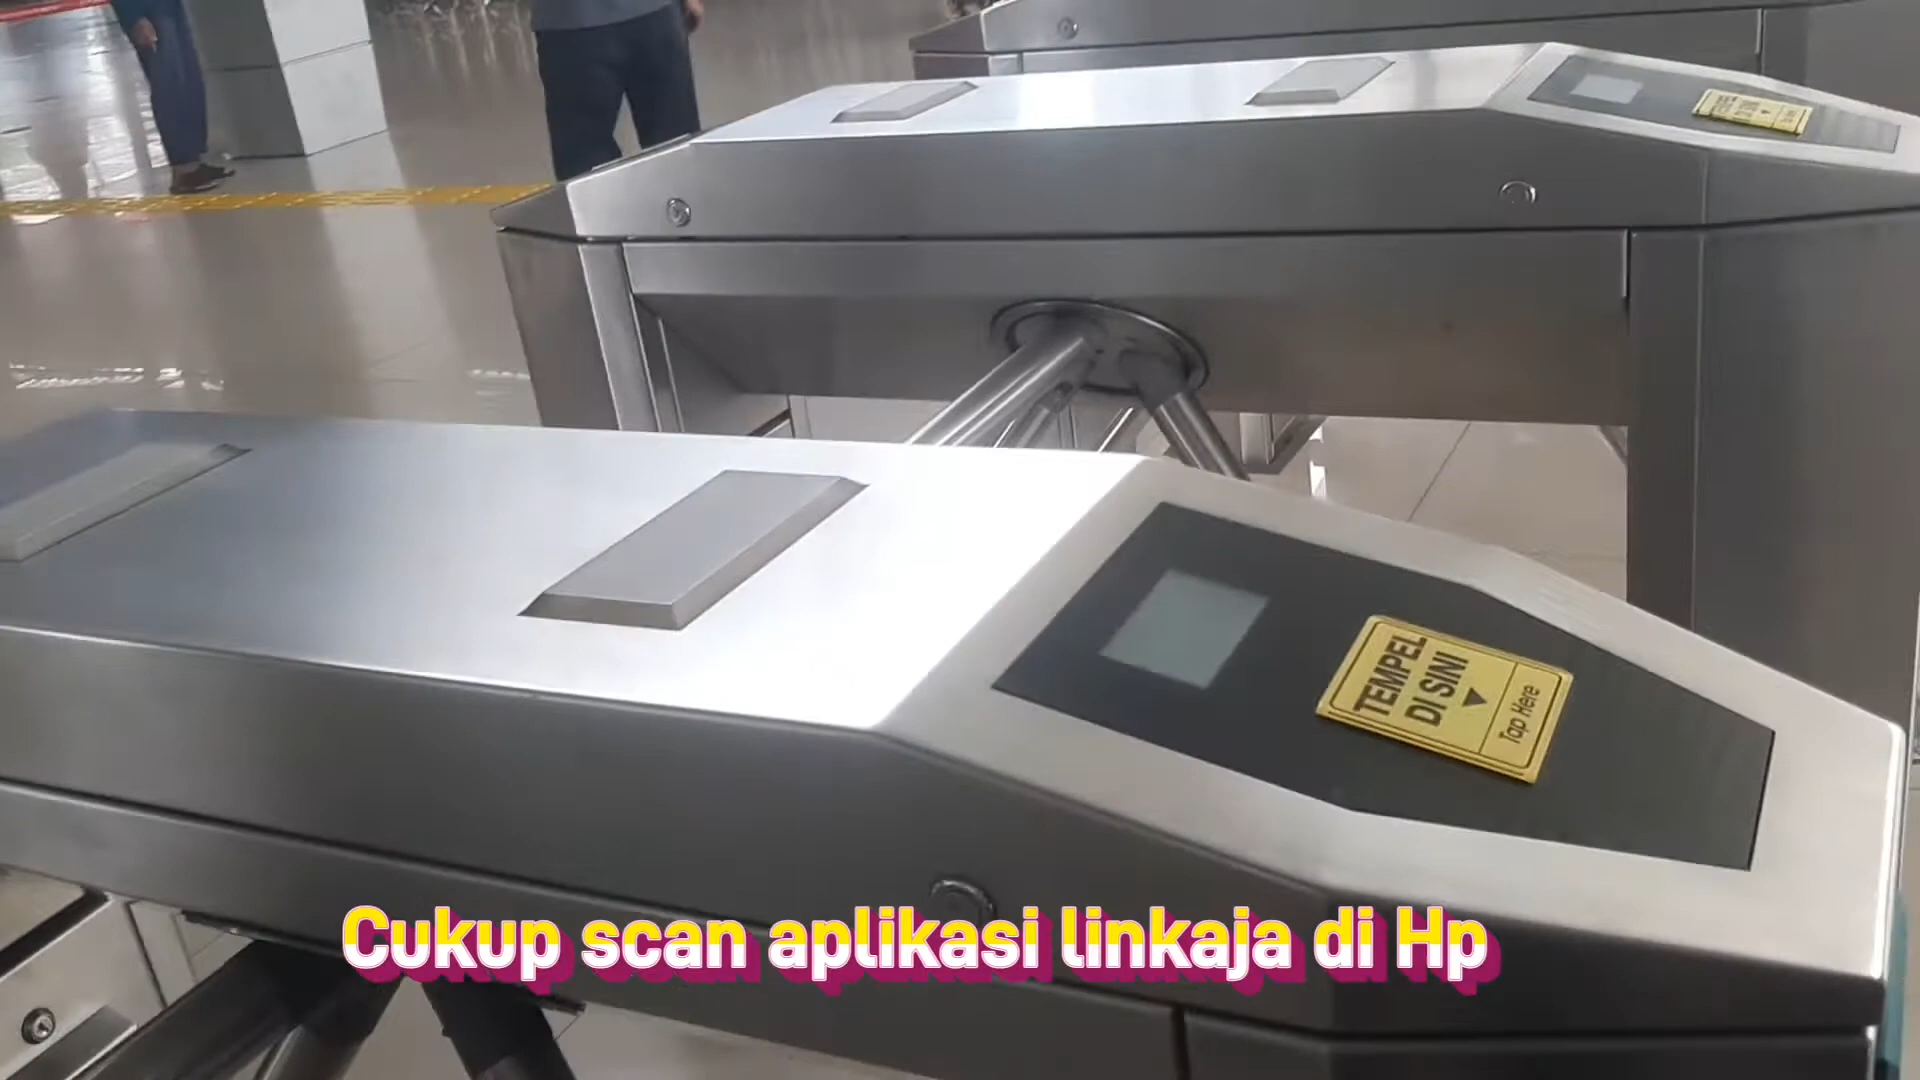 TEMPEL
DI SINI
Tap Here
Cukup scan aplikasi linkaja di Hp